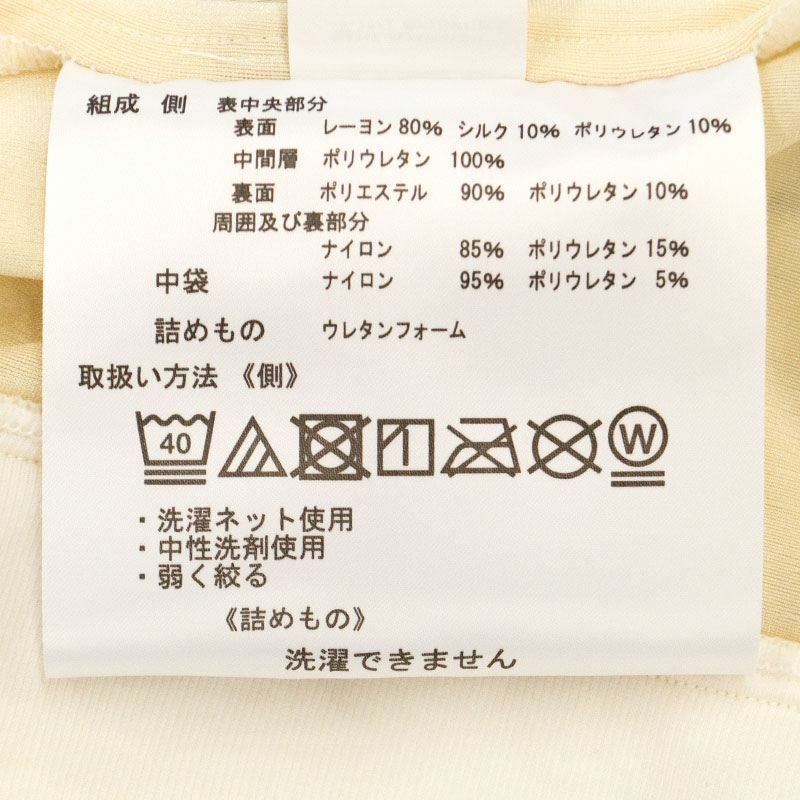 組成 側 表中央部分
表面 レーヨン 80% シルク 10% ポリウレタン 10%
中間層 ポリウレタン 100%
裏面 ポリエステル 90% ポリウレタン 10%
周囲及び裏部分
ナイロン 85% ポリウレタン 15%
中袋 ナイロン 95% ポリウレタン 5%
詰めもの ウレタンフォーム
取扱い方法 《側》
40 W
・洗濯ネット使用
・中性洗剤使用
・弱く絞る
《詰めもの》
洗濯できません